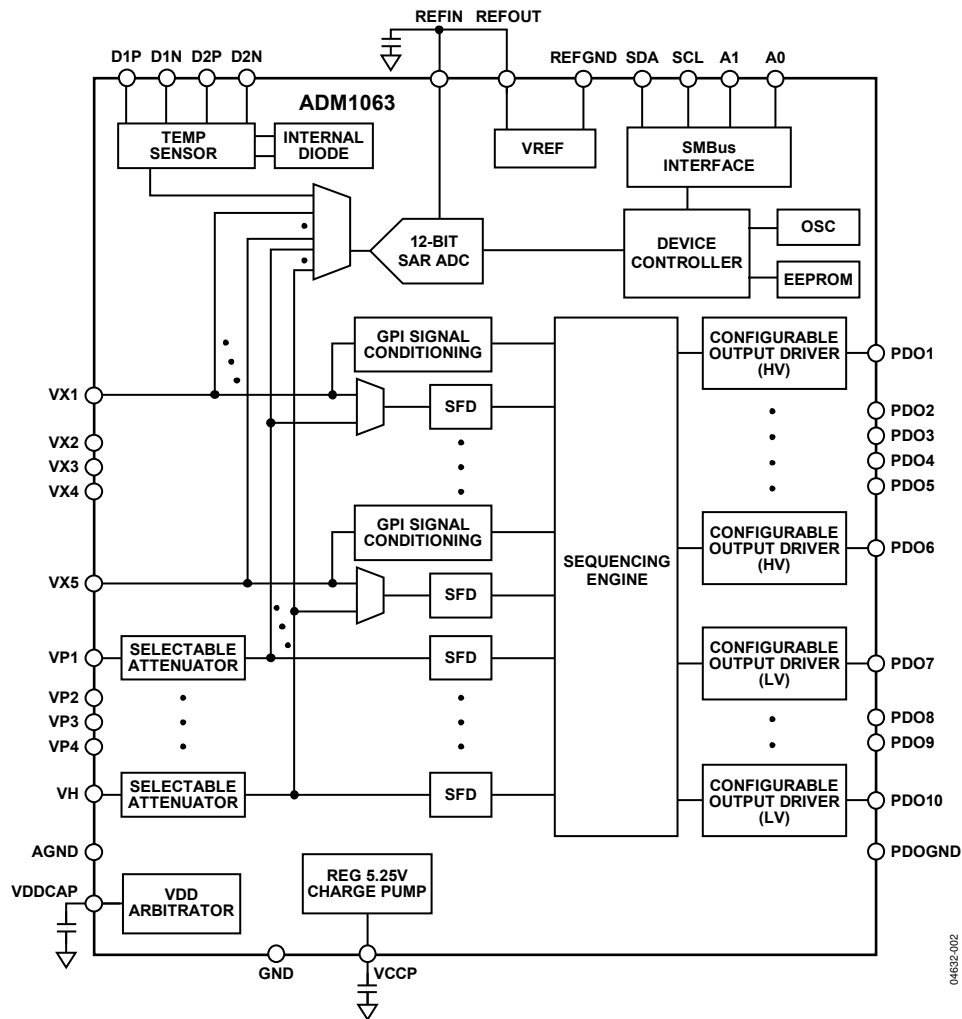 REFIN REFOUT
D1P D1N D2P D2N
REFGND SDA SCL A1 A0
ADM1063
TEMP
SENSOR
INTERNAL
DIODE
VREF
SMBus
INTERFACE
12-BIT
SAR ADC
DEVICE
CONTROLLER
OSC
EEPROM
GPI SIGNAL
CONDITIONING
CONFIGURABLE
OUTPUT DRIVER
(HV)
PDO1
VX1
SFD
PDO2
PDO3
PDO4
PDO5
VX2
VX3
VX4
GPI SIGNAL
CONDITIONING
SEQUENCING
ENGINE
CONFIGURABLE
OUTPUT DRIVER
(HV)
PDO6
VX5
SFD
VP1
SELECTABLE
ATTENUATOR
SFD
CONFIGURABLE
OUTPUT DRIVER
(LV)
PDO7
VP2
VP3
VP4
PDO8
PDO9
VH
SELECTABLE
ATTENUATOR
SFD
CONFIGURABLE
OUTPUT DRIVER
(LV)
PDO10
AGND
PDOGND
VDDCAP
VDD
ARBITRATOR
REG 5.25V
CHARGE PUMP
GND
VCCP
04632-002